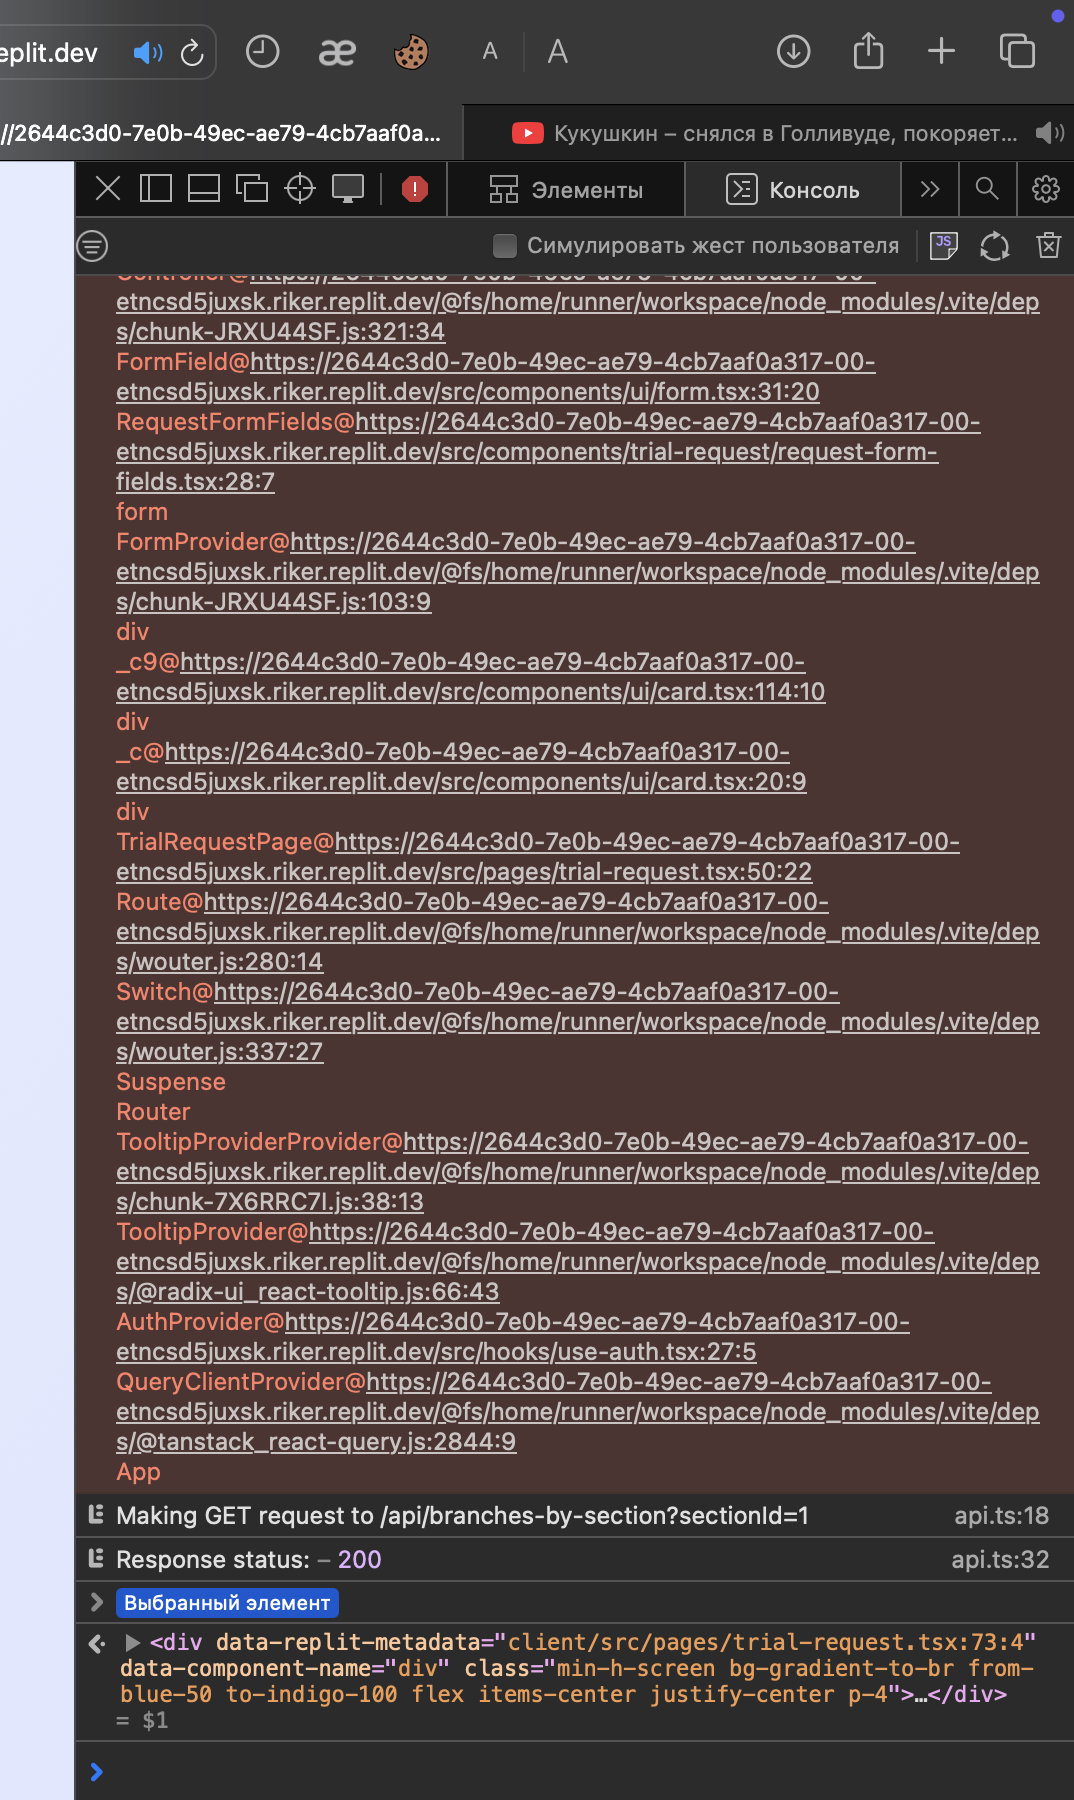 eplit.dev
A
A
//2644c3d0-7e0b-49ec-ae79-4cb7aaf0a...
Кукушкин – снялся в Голливуде, покоряет...
Элементы
Консоль
Симулировать жест пользователя
Controller@https://2644c3d0-7e0b-49ec-ae79-4cb7aaf0a317-00-
etncsd5juxsk.riker.replit.dev/@fs/home/runner/workspace/node_modules/.vite/dep
s/chunk-JRXU44SF.js:321:34
FormField@https://2644c3d0-7e0b-49ec-ae79-4cb7aaf0a317-00-
etncsd5juxsk.riker.replit.dev/src/components/ui/form.tsx:31:20
RequestFormFields@https://2644c3d0-7e0b-49ec-ae79-4cb7aaf0a317-00-
etncsd5juxsk.riker.replit.dev/src/components/trial-request/request-form-
fields.tsx:28:7
form
FormProvider@https://2644c3d0-7e0b-49ec-ae79-4cb7aaf0a317-00-
etncsd5juxsk.riker.replit.dev/@fs/home/runner/workspace/node_modules/.vite/dep
s/chunk-JRXU44SF.js:103:9
div
_c9@https://2644c3d0-7e0b-49ec-ae79-4cb7aaf0a317-00-
etncsd5juxsk.riker.replit.dev/src/components/ui/card.tsx:114:10
div
_c@https://2644c3d0-7e0b-49ec-ae79-4cb7aaf0a317-00-
etncsd5juxsk.riker.replit.dev/src/components/ui/card.tsx:20:9
div
TrialRequestPage@https://2644c3d0-7e0b-49ec-ae79-4cb7aaf0a317-00-
etncsd5juxsk.riker.replit.dev/src/pages/trial-request.tsx:50:22
Route@https://2644c3d0-7e0b-49ec-ae79-4cb7aaf0a317-00-
etncsd5juxsk.riker.replit.dev/@fs/home/runner/workspace/node_modules/.vite/dep
s/wouter.js:280:14
Switch@https://2644c3d0-7e0b-49ec-ae79-4cb7aaf0a317-00-
etncsd5juxsk.riker.replit.dev/@fs/home/runner/workspace/node_modules/.vite/dep
s/wouter.js:337:27
Suspense
Router
TooltipProviderProvider@https://2644c3d0-7e0b-49ec-ae79-4cb7aaf0a317-00-
etncsd5juxsk.riker.replit.dev/@fs/home/runner/workspace/node_modules/.vite/dep
s/chunk-7X6RRC7I.js:38:13
TooltipProvider@https://2644c3d0-7e0b-49ec-ae79-4cb7aaf0a317-00-
etncsd5juxsk.riker.replit.dev/@fs/home/runner/workspace/node_modules/.vite/dep
s/@radix-ui_react-tooltip.js:66:43
AuthProvider@https://2644c3d0-7e0b-49ec-ae79-4cb7aaf0a317-00-
etncsd5juxsk.riker.replit.dev/src/hooks/use-auth.tsx:27:5
QueryClientProvider@https://2644c3d0-7e0b-49ec-ae79-4cb7aaf0a317-00-
etncsd5juxsk.riker.replit.dev/@fs/home/runner/workspace/node_modules/.vite/dep
s/@tanstack_react-query.js:2844:9
App
Making GET request to /api/branches-by-section?sectionId=1 api.ts:18
Response status: – 200 api.ts:32
Выбранный элемент
<div data-replit-metadata="client/src/pages/trial-request.tsx:73:4"
data-component-name="div" class="min-h-screen bg-gradient-to-br from-
blue-50 to-indigo-100 flex items-center justify-center p-4">…</div>
= $1